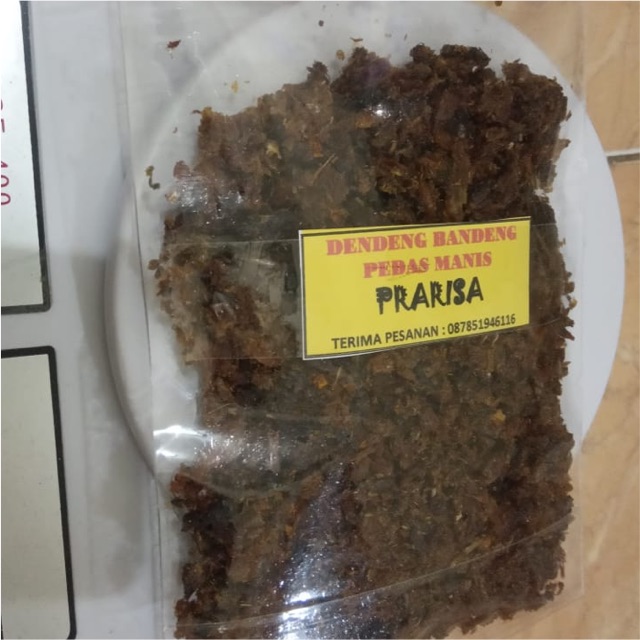 DENDENG BANDENG
PEDAS MANIS
PRARISA
TERIMA PESANAN : 087851946116